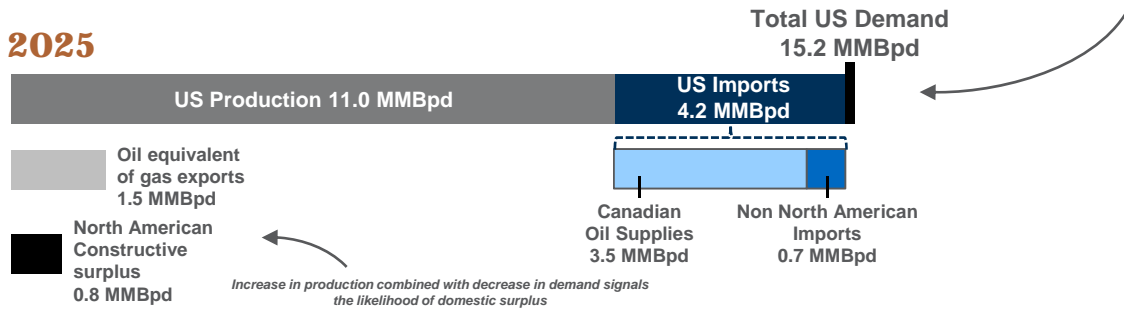 Total US Demand
15.2 MMBpd
2025
US Production 11.0 MMBpd
US Imports
4.2 MMBpd
Oil equivalent
of gas exports
1.5 MMBpd
Canadian
Oil Supplies
3.5 MMBpd
Non North American
Imports
0.7 MMBpd
North American
Constructive
surplus
0.8 MMBpd
Increase in production combined with decrease in demand signals
the likelihood of domestic surplus